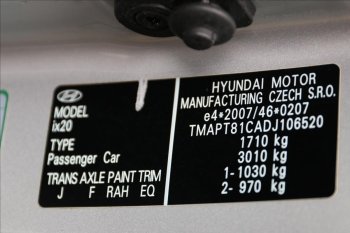 MODEL
ix20
TYPE
Passenger Car
TRANS AXLE PAINT TRIM
J F RAH EQ
HYUNDAI MOTOR
MANUFACTURING CZECH S.R.O.
e4*2007/46*0207
TMAPT81CADJ106520
1710 kg
3010 kg
1- 1030 kg
2- 970 kg